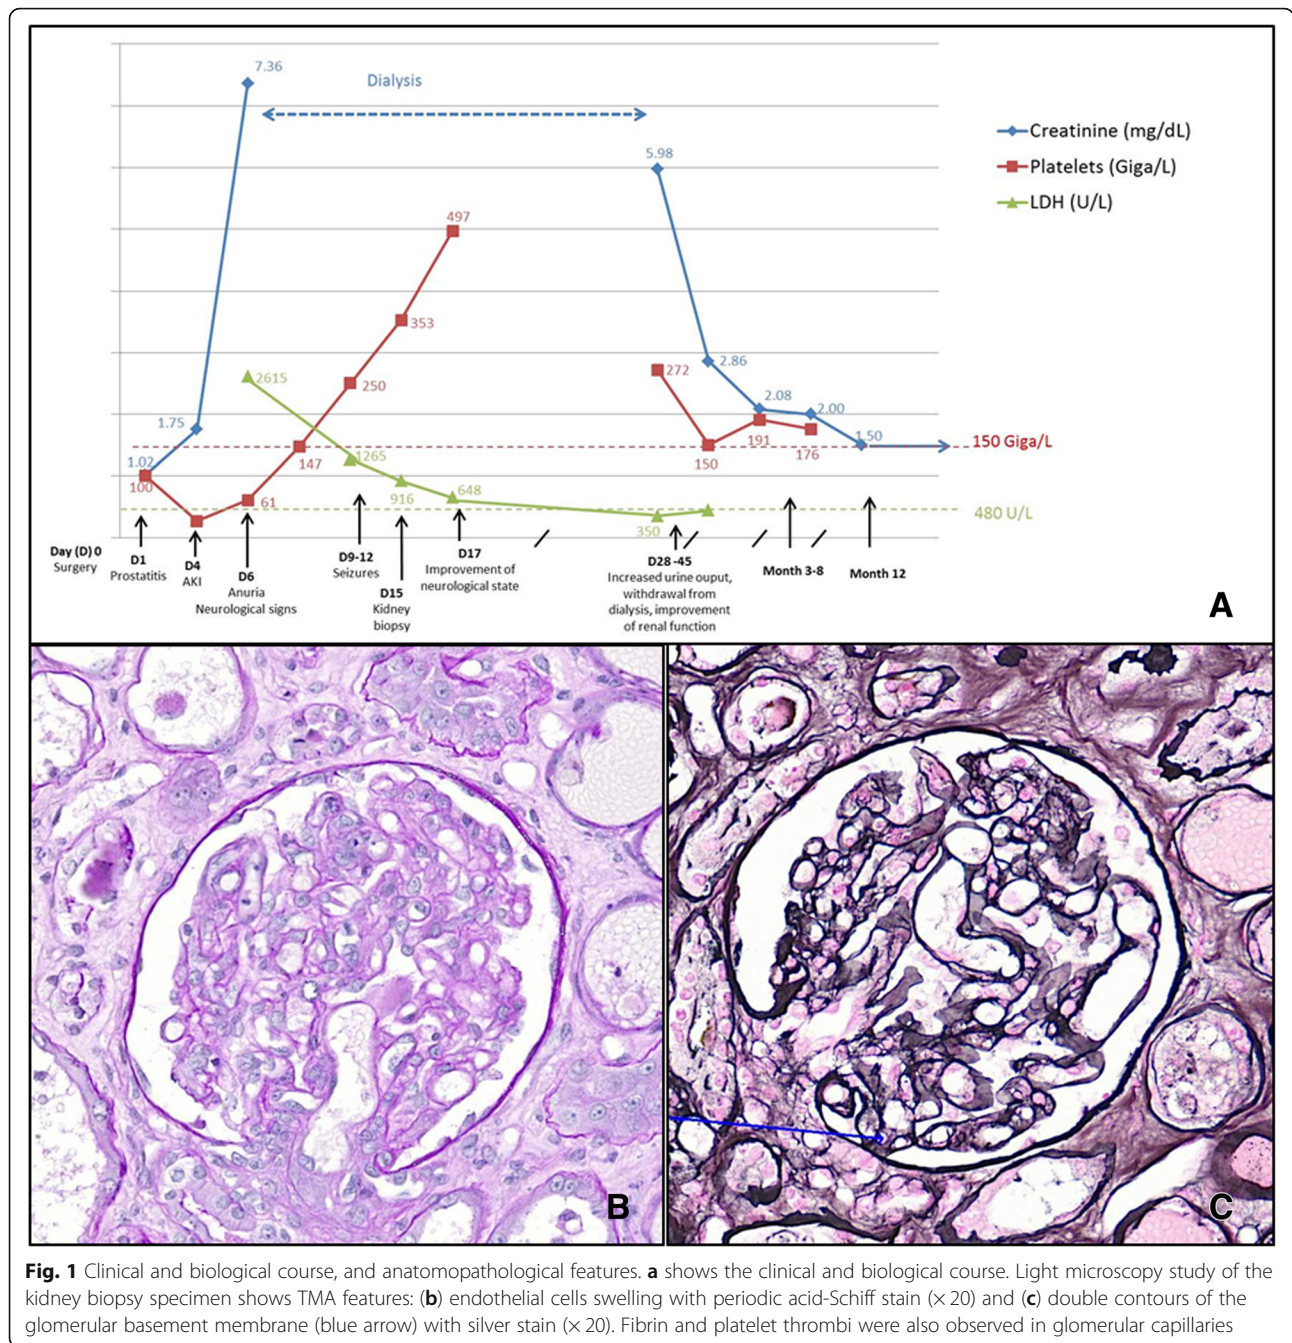 7.36
Dialysis
5.98
Creatinine (mg/dL)
Platelets (Giga/L)
LDH (U/L)
497
353
272
2.86
2615
250
2.08
2.00
1.75
191
176
1.50
150 Giga/L
1.02
147
1265
150
100
61
916
648
350
480 U/L
Day (D) 0
Surgery
D1
Prostatitis
D4
AKI
D6
Anuria
Neurological signs
D9-12
Seizures
D15
Kidney
biopsy
D17
Improvement of
neurological state
D28 -45
Increased urine ouput,
withdrawal from
dialysis, improvement
of renal function
Month 3-8
Month 12
A
B
C
Fig. 1 Clinical and biological course, and anatomopathological features. a shows the clinical and biological course. Light microscopy study of the
kidney biopsy specimen shows TMA features: (b) endothelial cells swelling with periodic acid-Schiff stain (× 20) and (c) double contours of the
glomerular basement membrane (blue arrow) with silver stain (× 20). Fibrin and platelet thrombi were also observed in glomerular capillaries